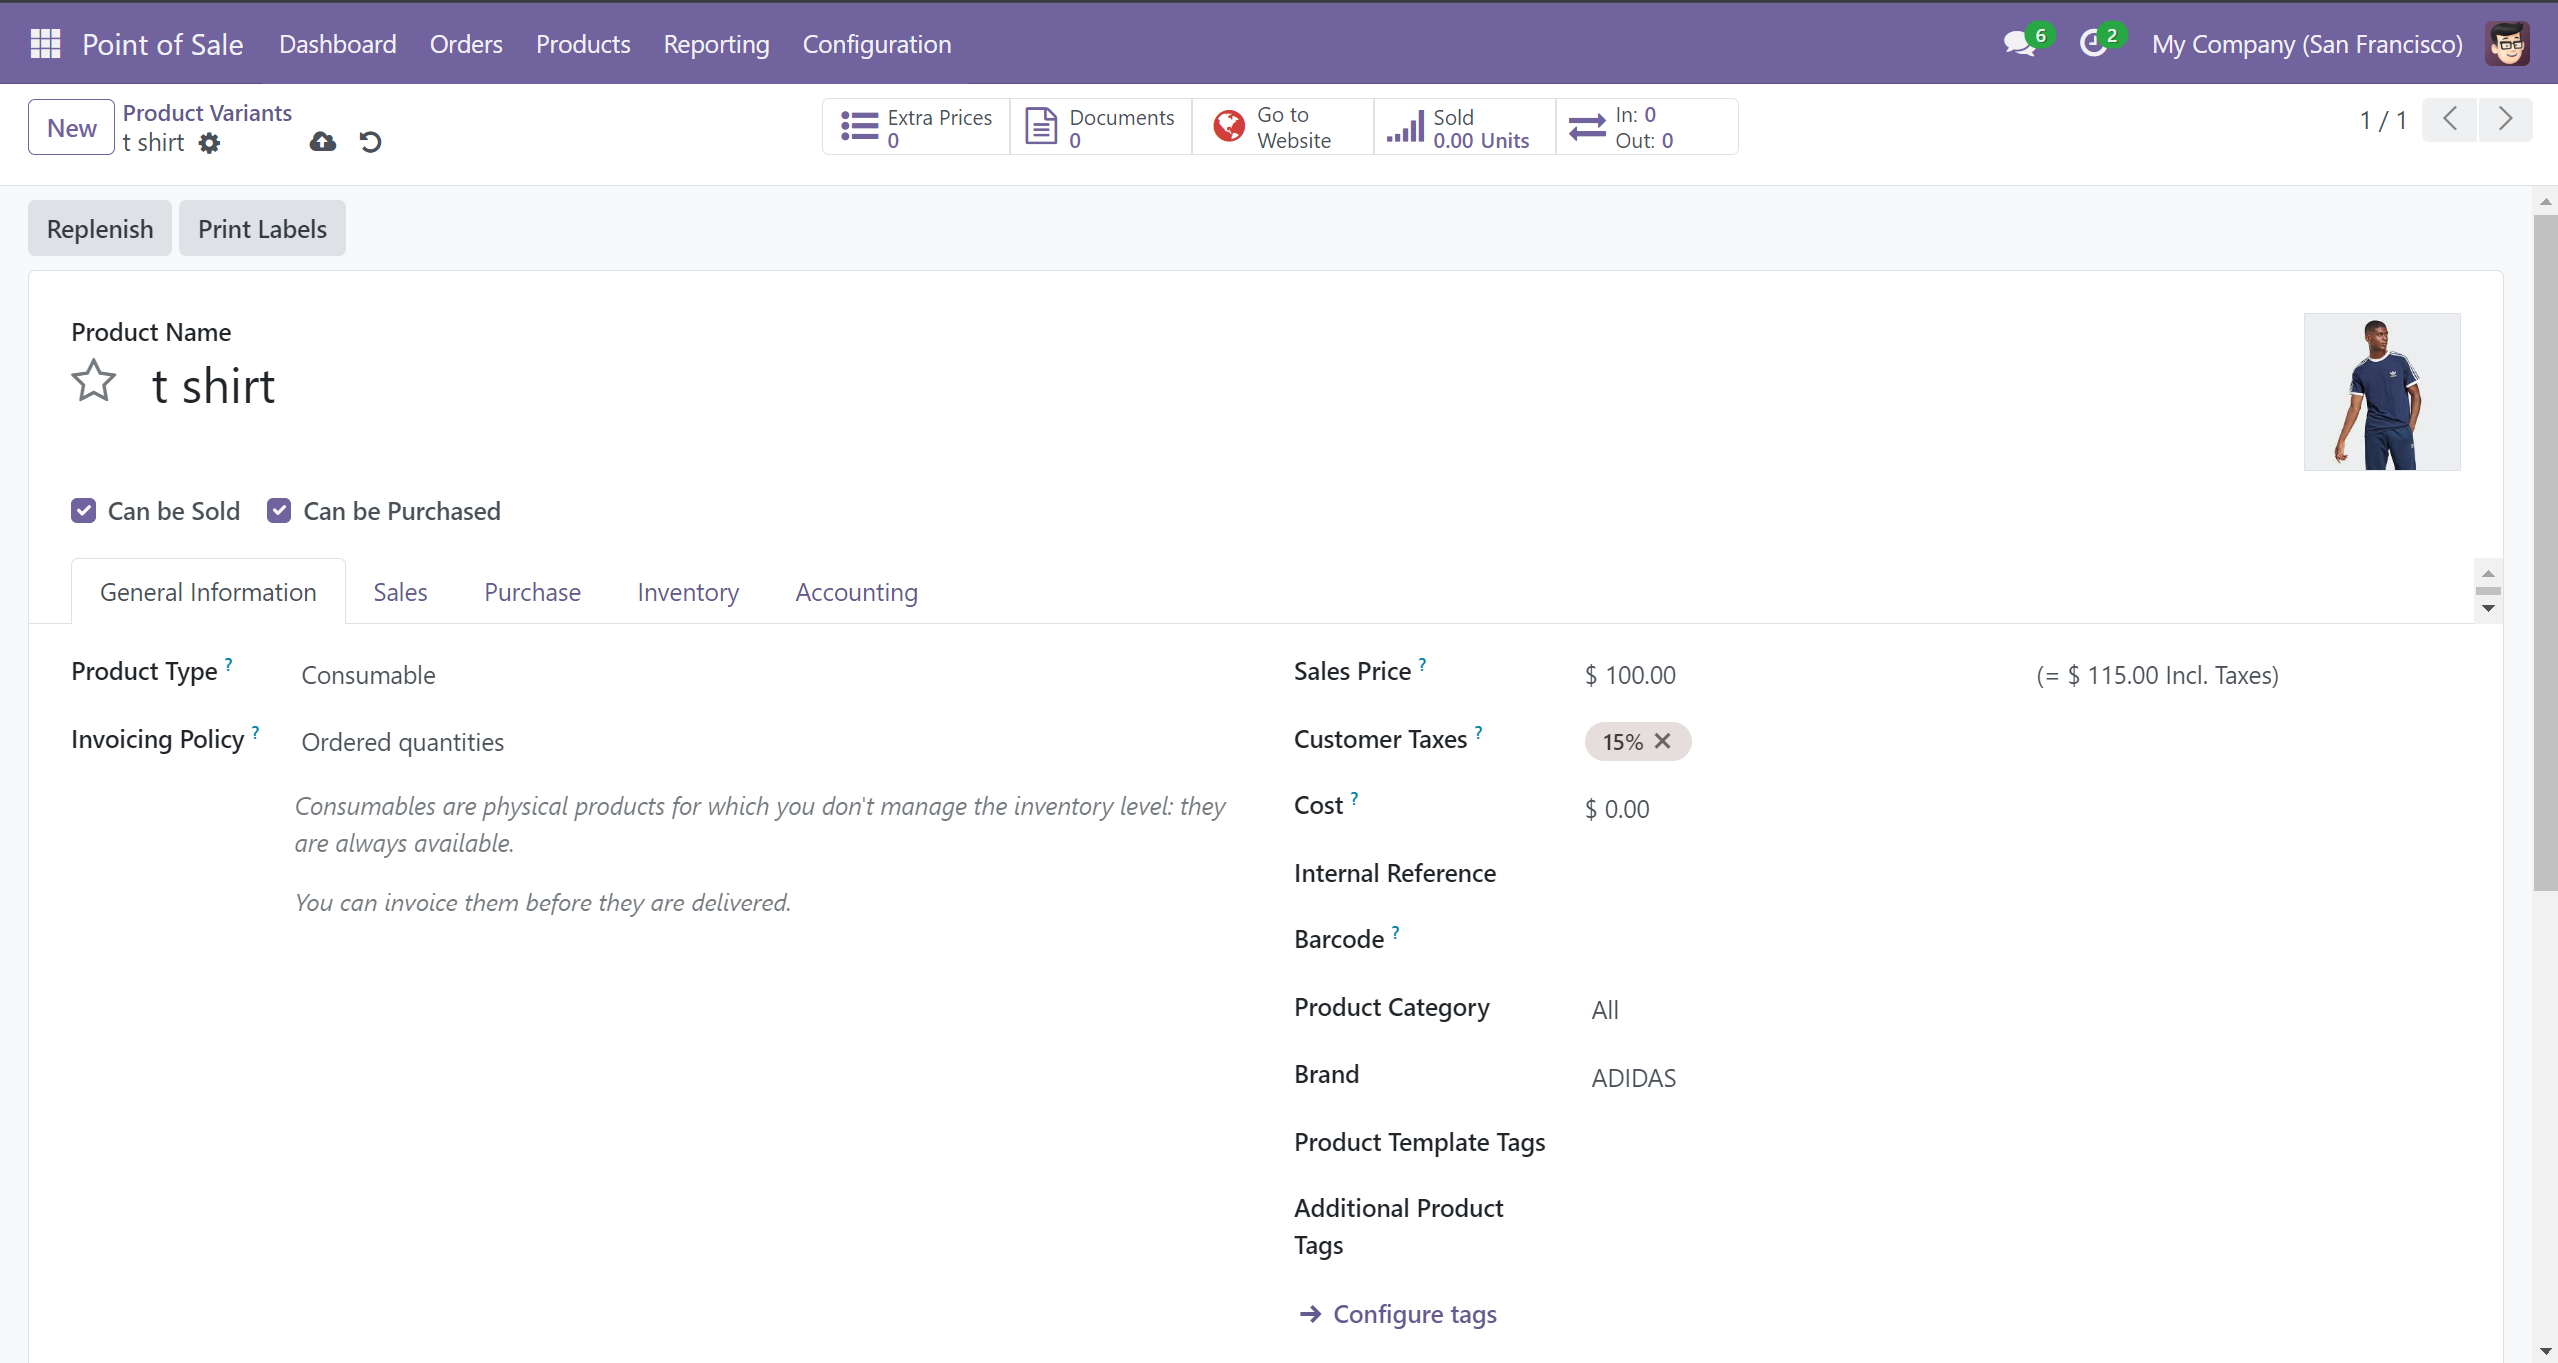 Point of Sale Dashboard Orders Products Reporting Configuration 6 2 My Company (San Francisco)
New Product Variants
t shirt
Extra Prices
0
Documents
0
Go to
Website
Sold
0.00 Units
In: 0
Out: 0
1 / 1
Replenish Print Labels
Product Name
t shirt
Can be Sold Can be Purchased
General Information Sales Purchase Inventory Accounting
Product Type ? Consumable
Invoicing Policy ? Ordered quantities
Consumables are physical products for which you don't manage the inventory level: they
are always available.
You can invoice them before they are delivered.
Sales Price ? $ 100.00 (= $ 115.00 Incl. Taxes)
Customer Taxes ? 15% ✕
Cost ? $ 0.00
Internal Reference
Barcode ?
Product Category All
Brand ADIDAS
Product Template Tags
Additional Product
Tags
→ Configure tags